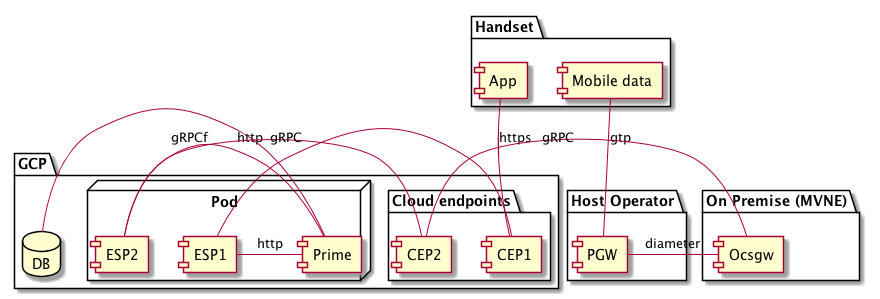 Handset
App
Mobile data
gRPCf
http
gRPC
https
gRPC
gtp
GCP
Pod
Cloud endpoints
Host Operator
On Premise (MVNE)
DB
ESP2
ESP1
http
Prime
CEP2
CEP1
PGW
diameter
Ocsgw